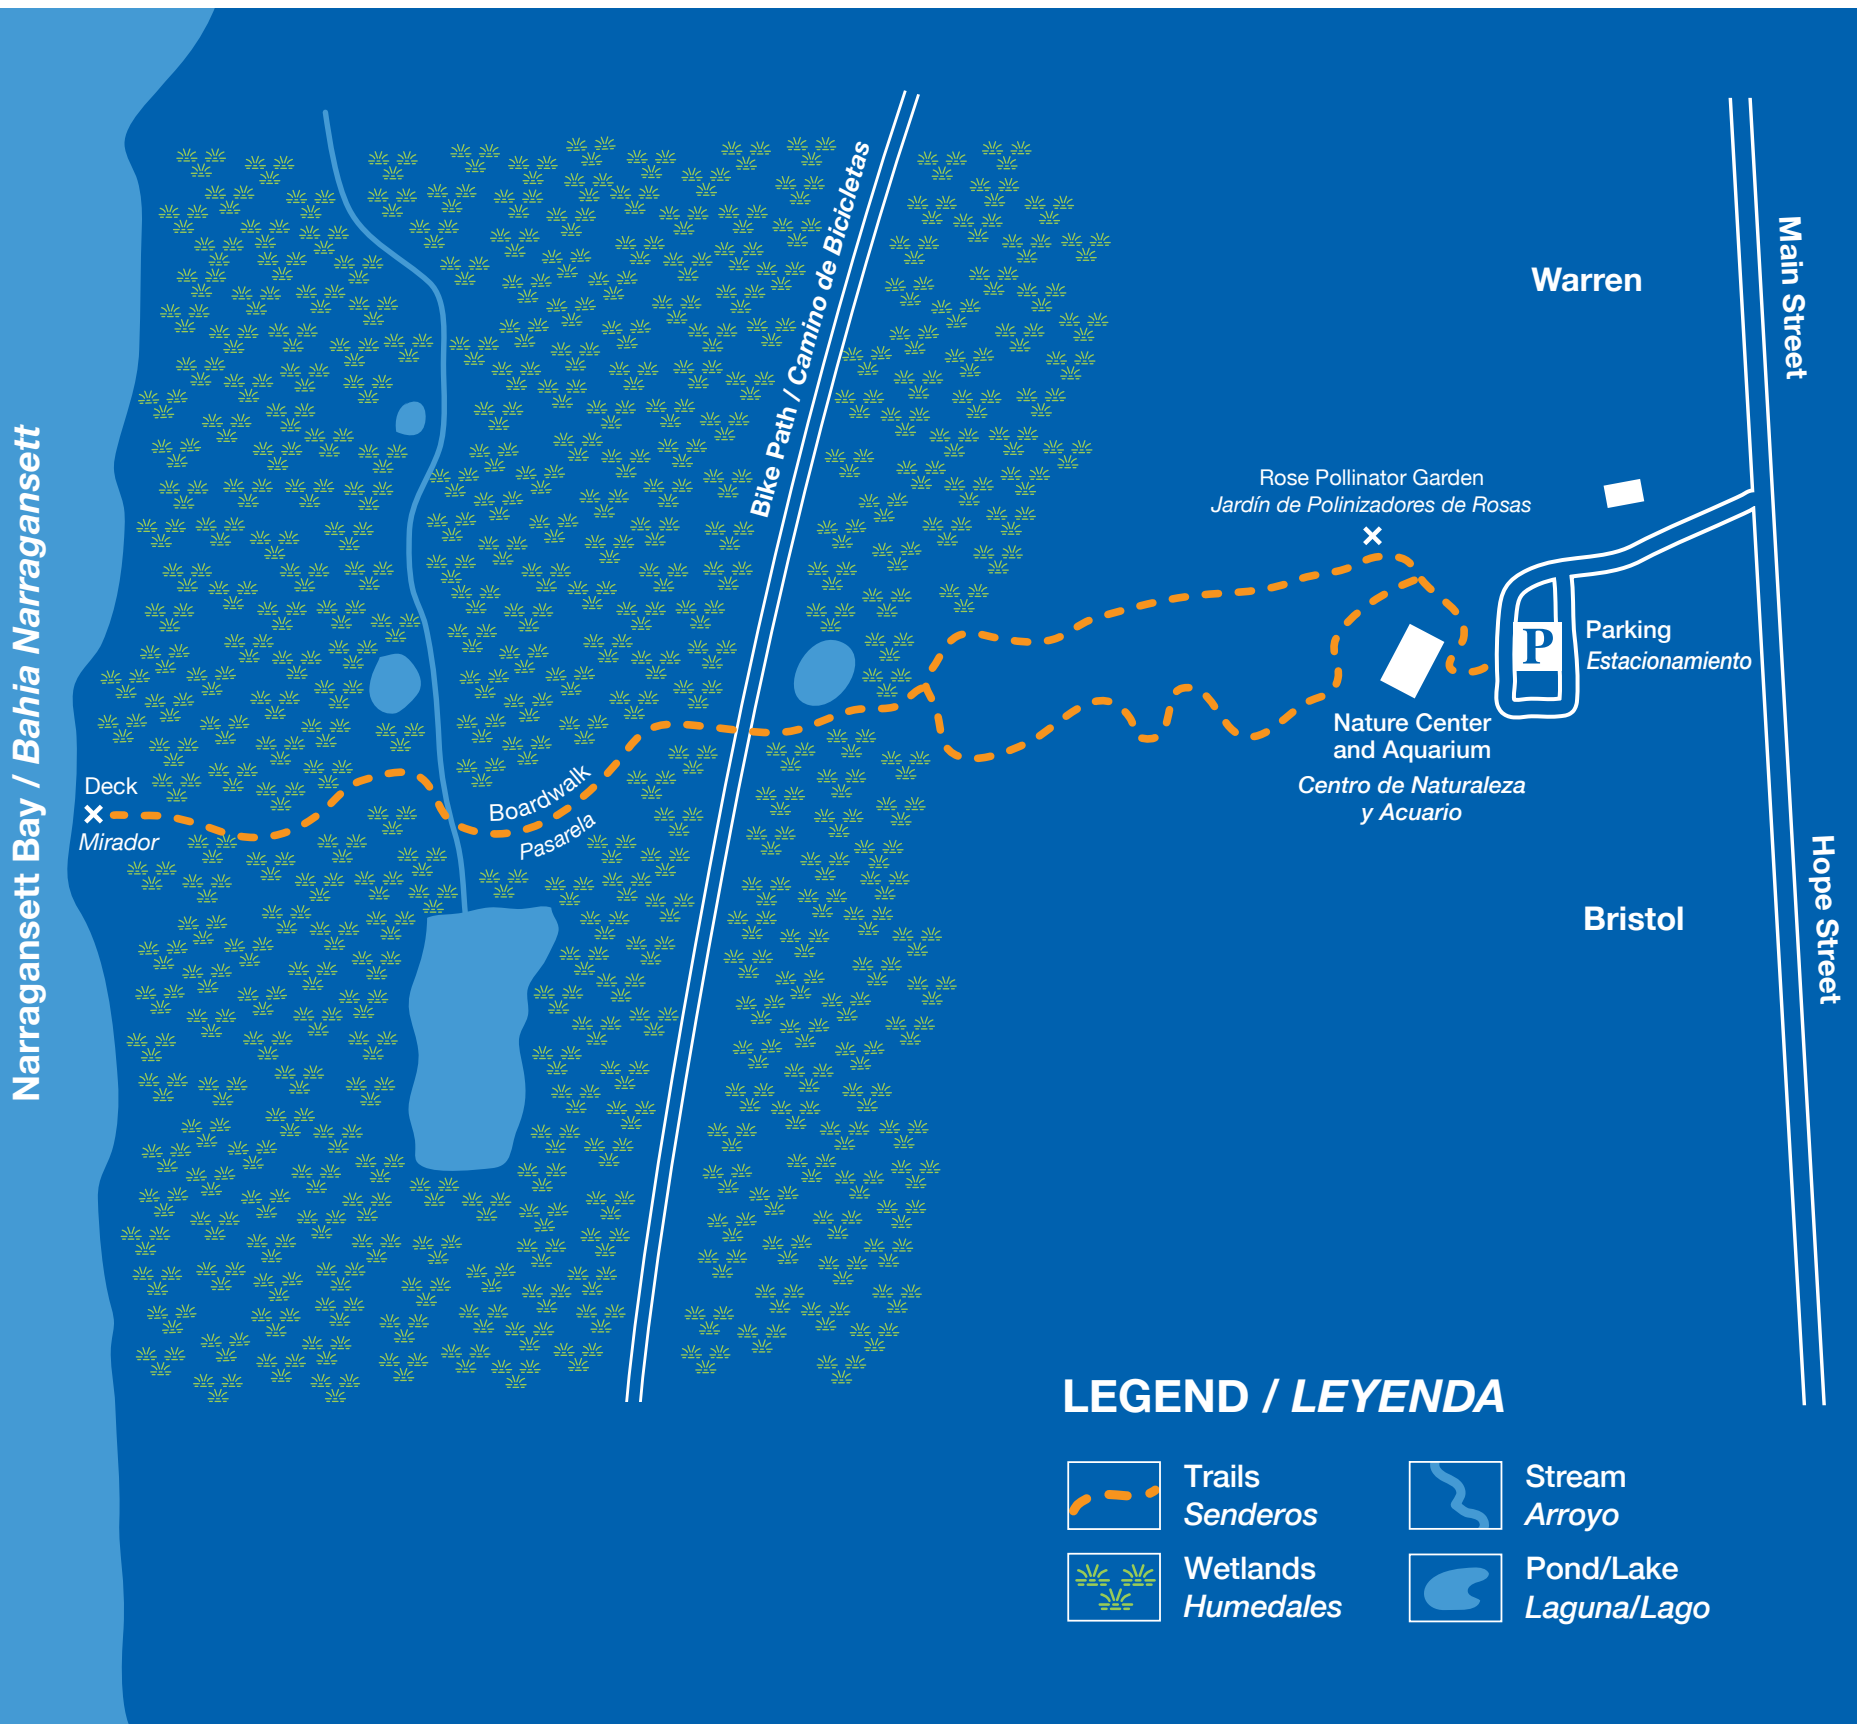 Narragansett Bay / Bahia Narragansett
Bike Path / Camino de Bicicletas
Warren
Main Street
Rose Pollinator Garden
Jardín de Polinizadores de Rosas
P
Parking
Estacionamiento
Nature Center
and Aquarium
Centro de Naturaleza
y Acuario
Deck
Mirador
Boardwalk
Pasarela
Bristol
Hope Street
LEGEND / LEYENDA
Trails
Senderos
Stream
Arroyo
Wetlands
Humedales
Pond/Lake
Laguna/Lago